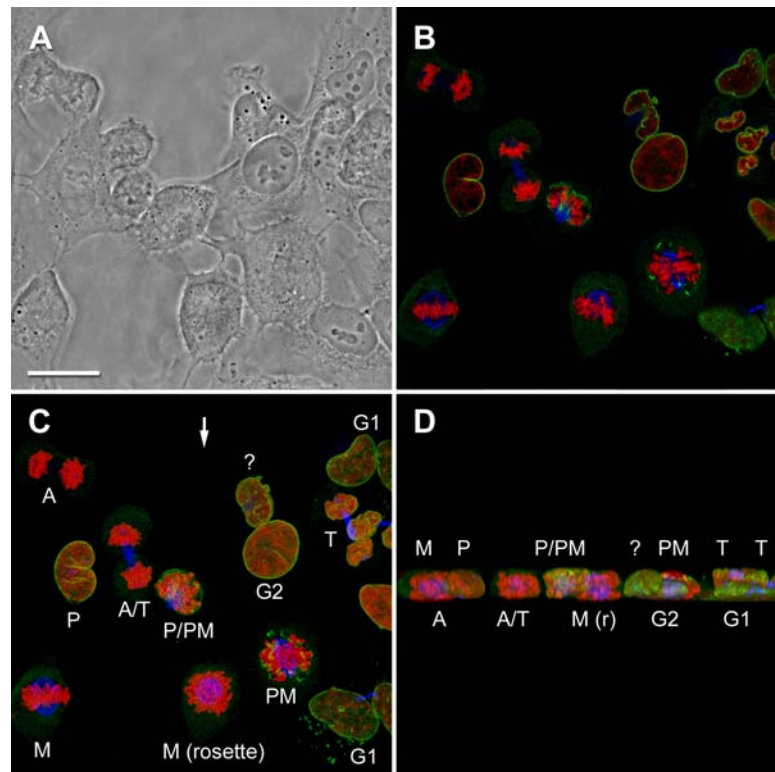 A
B
C
G1
?
A
T
P
A/T
P/PM
G2
PM
M
M (rosette)
G1
D
M P P/PM ? PM T T
A A/T M (r) G2 G1